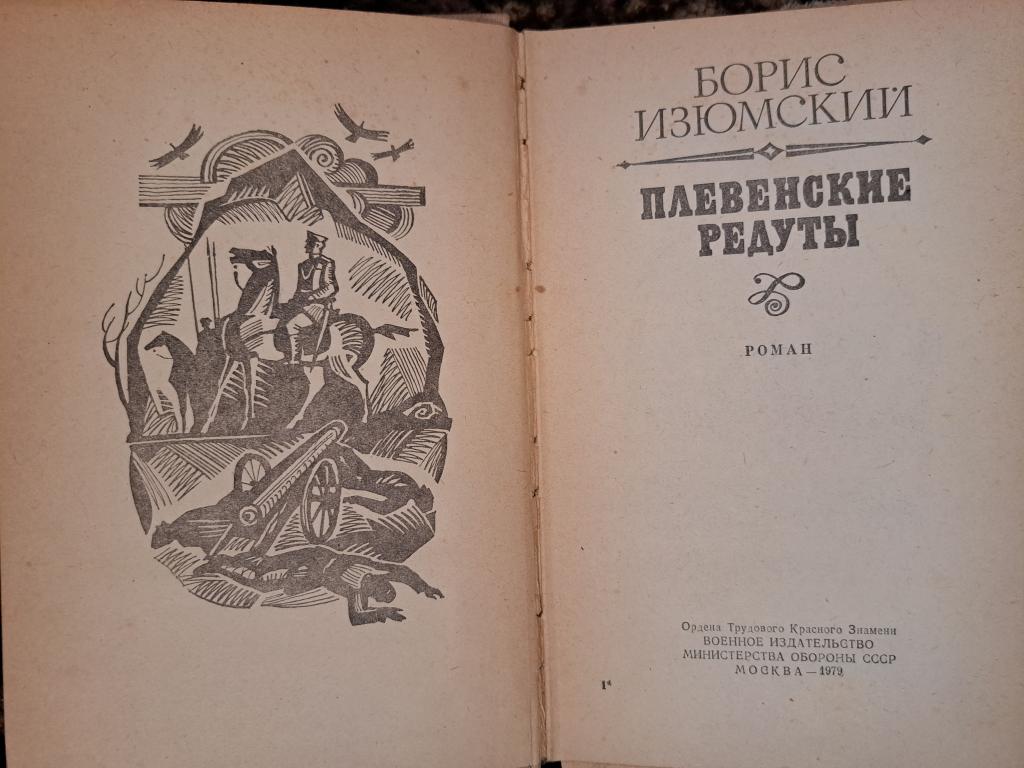 БОРИС
ИЗЮМСКИЙ
ПЛЕВЕНСКИЕ
РЕДУТЫ
РОМАН
Ордена Трудового Красного Знамени
ВОЕННОЕ ИЗДАТЕЛЬСТВО
МИНИСТЕРСТВА ОБОРОНЫ СССР
МОСКВА — 1979
1*